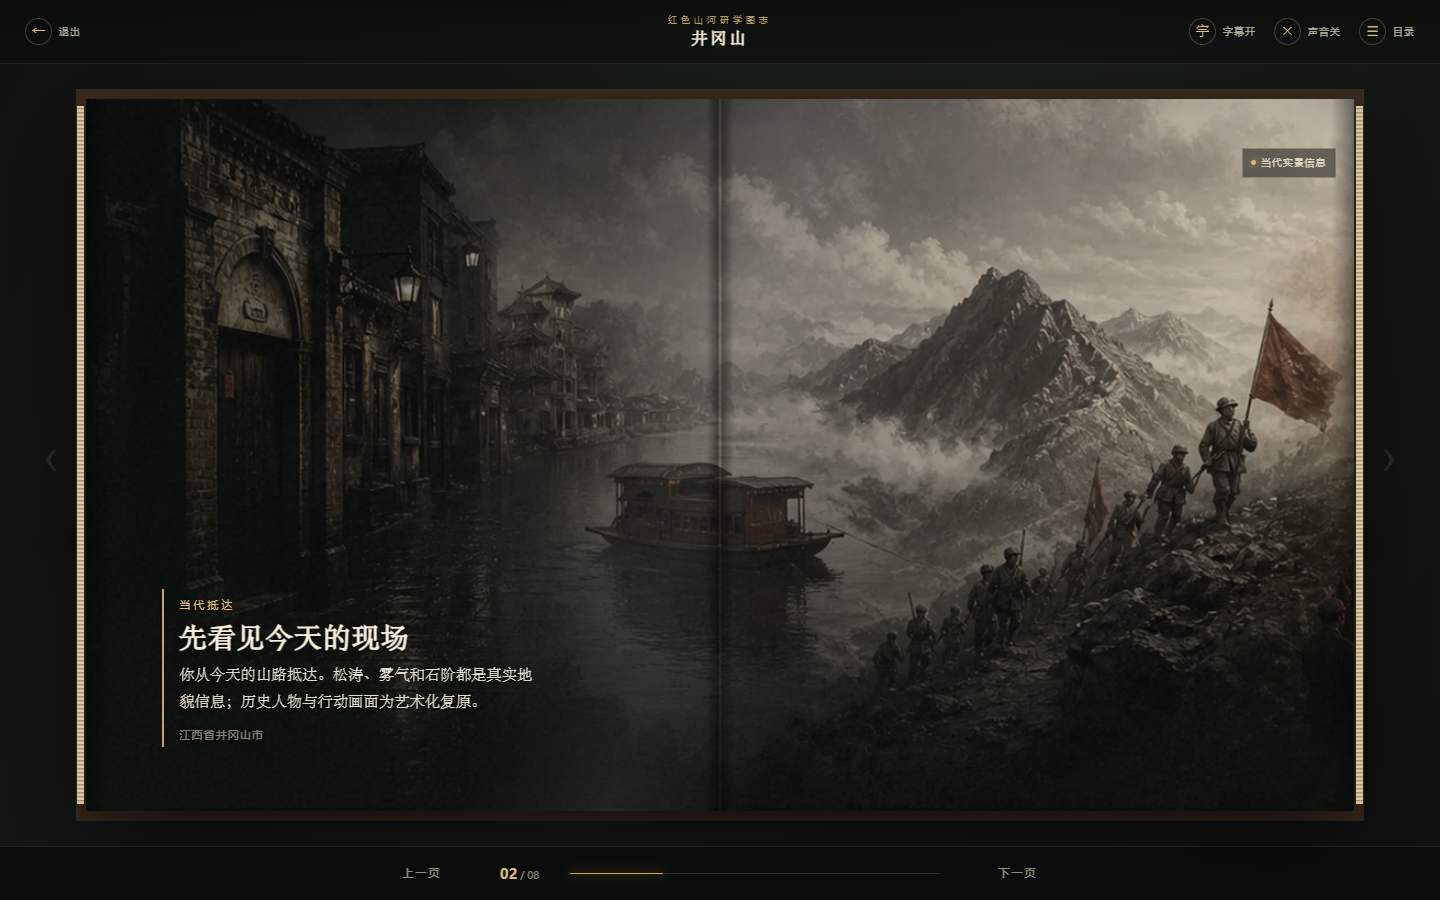 ← 退出
红色山河研学图志
井冈山
字 字幕开
× 声音关
☰ 目录
当代实景信息
当代抵达
先看见今天的现场
你从今天的山路抵达。松涛、雾气和石阶都是真实地
貌信息；历史人物与行动画面为艺术化复原。
江西省井冈山市
上一页
02 / 08
下一页